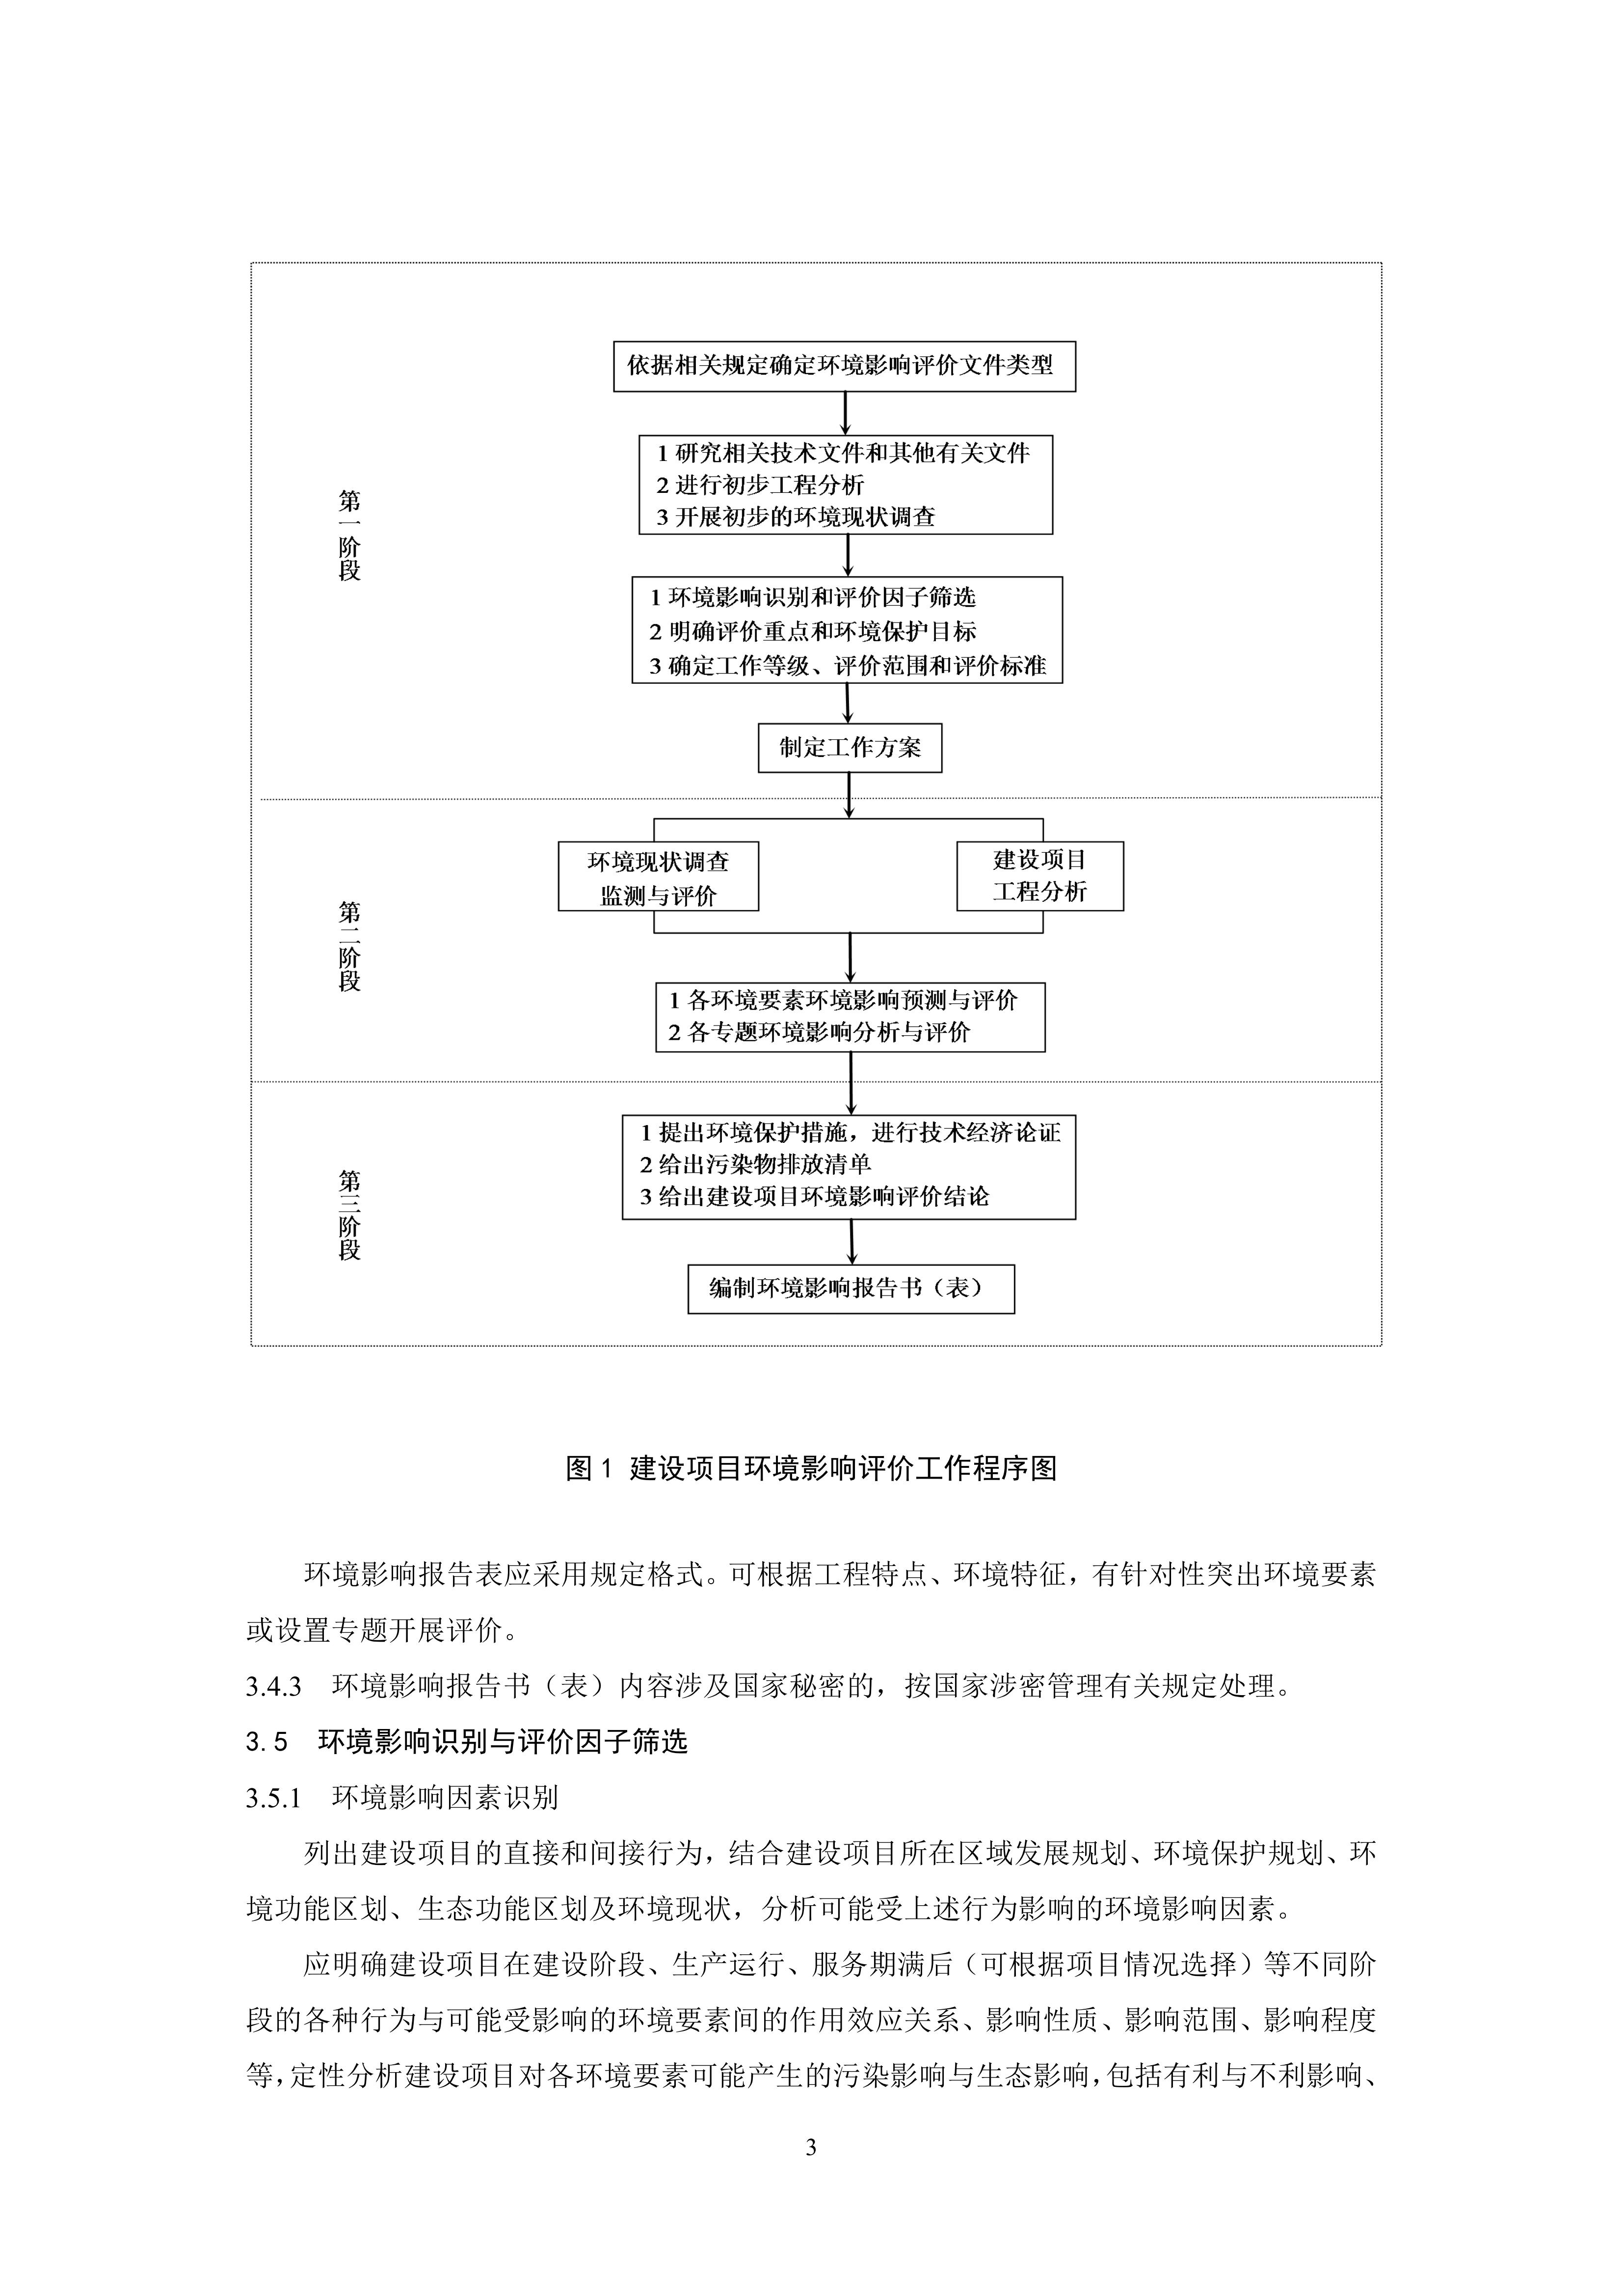 依据相关规定确定环境影响评价文件类型
1 研究相关技术文件和其他有关文件
2 进行初步工程分析
3 开展初步的环境现状调查
第一阶段
1 环境影响识别和评价因子筛选
2 明确评价重点和环境保护目标
3 确定工作等级、评价范围和评价标准
制定工作方案
环境现状调查
监测与评价
建设项目
工程分析
第二阶段
1 各环境要素环境影响预测与评价
2 各专题环境影响分析与评价
1 提出环境保护措施，进行技术经济论证
2 给出污染物排放清单
3 给出建设项目环境影响评价结论
第三阶段
编制环境影响报告书（表）
图 1 建设项目环境影响评价工作程序图
环境影响报告表应采用规定格式。可根据工程特点、环境特征，有针对性突出环境要素
或设置专题开展评价。
3.4.3 环境影响报告书（表）内容涉及国家秘密的，按国家涉密管理有关规定处理。
3.5 环境影响识别与评价因子筛选
3.5.1 环境影响因素识别
列出建设项目的直接和间接行为，结合建设项目所在区域发展规划、环境保护规划、环
境功能区划、生态功能区划及环境现状，分析可能受上述行为影响的环境影响因素。
应明确建设项目在建设阶段、生产运行、服务期满后（可根据项目情况选择）等不同阶
段的各种行为与可能受影响的环境要素间的作用效应关系、影响性质、影响范围、影响程度
等，定性分析建设项目对各环境要素可能产生的污染影响与生态影响，包括有利与不利影响、
3